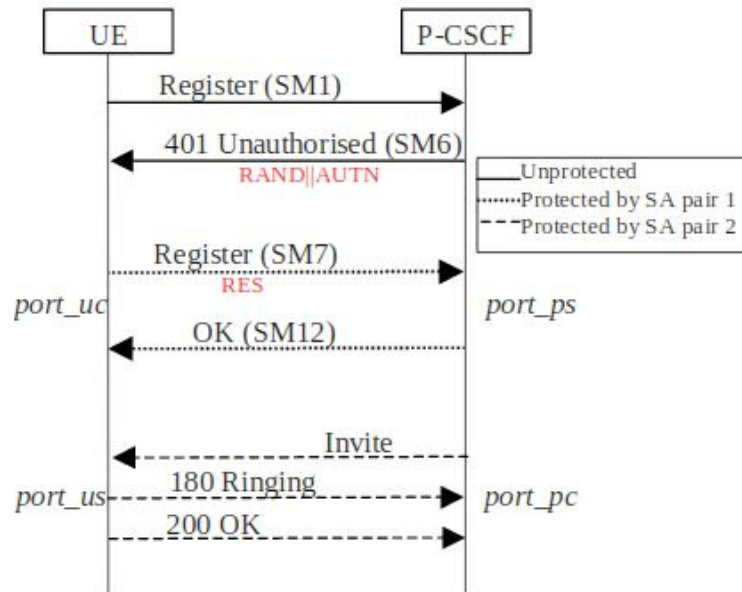 UE
P-CSCF
Register (SM1)
401 Unauthorised (SM6)
RAND||AUTN
Unprotected
Protected by SA pair 1
Protected by SA pair 2
Register (SM7)
RES
port_uc
port_ps
OK (SM12)
Invite
port_us
180 Ringing
port_pc
200 OK